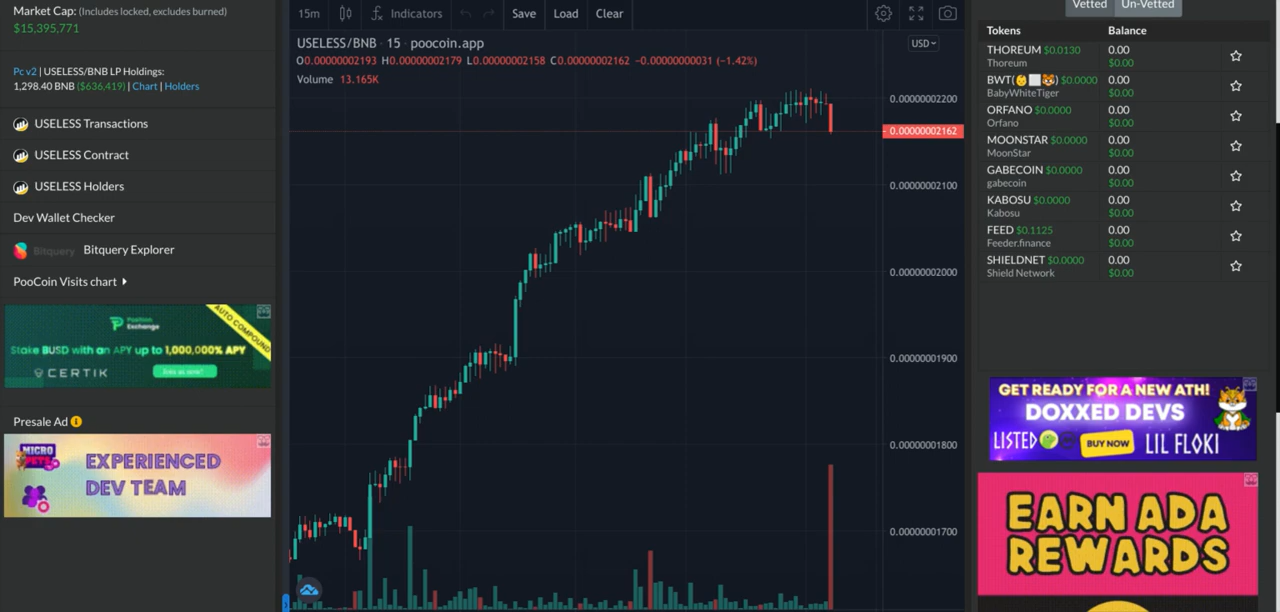 Market Cap: (Includes locked, excludes burned)
$15,395,771
Pc v2 | USELESS/BNB LP Holdings:
1,298.40 BNB ($636,419) | Chart | Holders
USELESS Transactions
USELESS Contract
USELESS Holders
Dev Wallet Checker
Bitquery Bitquery Explorer
PooCoin Visits chart
Position
Exchange
AUTO COMPOUND
Stake BUSD with an APY up to 1,000,000% APY
CERTIK
Presale Ad
MICRO
PETS
EXPERIENCED
DEV TEAM
15m
Indicators
Save
Load
Clear
USELESS/BNB · 15 · poocoin.app
O0.00000002193 H0.00000002179 L0.00000002158 C0.00000002162 −0.00000000031 (−1.42%)
Volume 13.165K
USD
0.00000002200
0.00000002162
0.00000002100
0.00000002000
0.00000001900
0.00000001800
0.00000001700
Vetted
Un-Vetted
Tokens Balance
THOREUM $0.0130 0.00
Thoreum $0.00
BWT(👶⬜🐯) $0.0000 0.00
BabyWhiteTiger $0.00
ORFANO $0.0000 0.00
Orfano $0.00
MOONSTAR $0.0000 0.00
MoonStar $0.00
GABECOIN $0.0000 0.00
gabecoin $0.00
KABOSU $0.0000 0.00
Kabosu $0.00
FEED $0.1125 0.00
Feeder.finance $0.00
SHIELDNET $0.0000 0.00
Shield Network $0.00
GET READY FOR A NEW ATH!
DOXXED DEVS
LISTED
BUY NOW
LIL FLOKI
EARN ADA
REWARDS